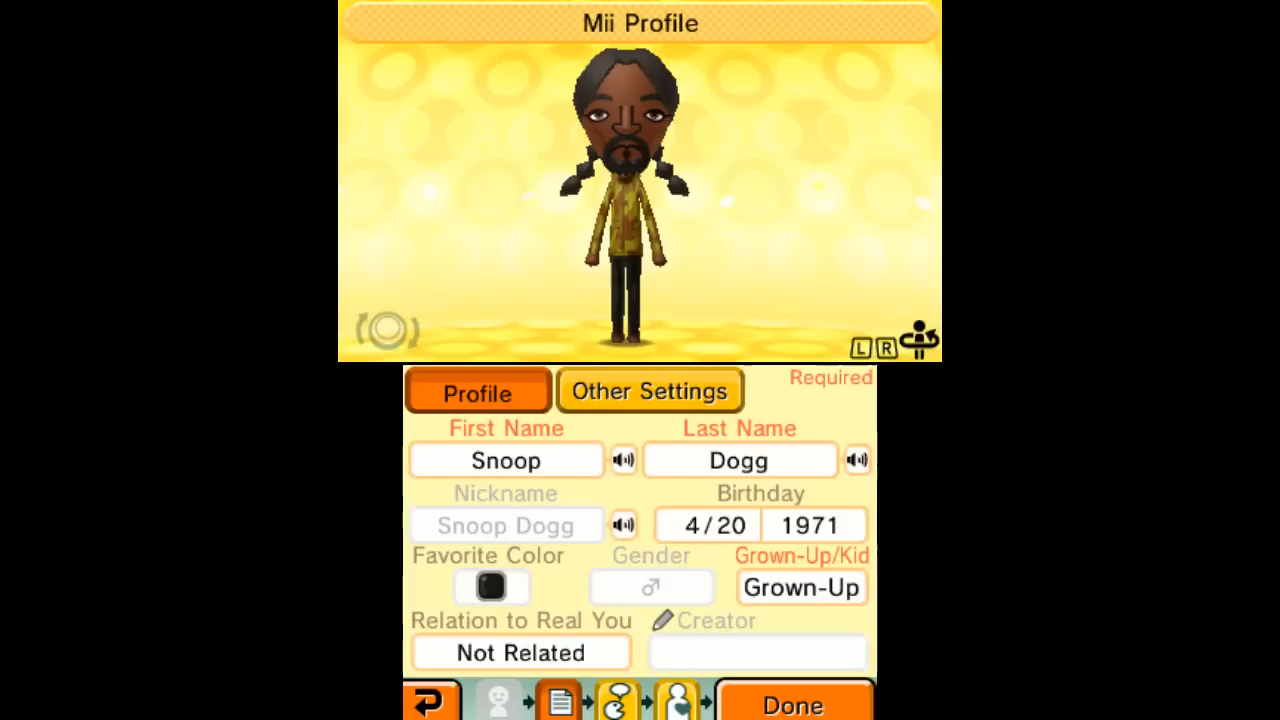 Mii Profile
L R
Profile
Other Settings
Required
First Name
Last Name
Snoop
Dogg
Nickname
Birthday
Snoop Dogg
4/20
1971
Favorite Color
Gender
Grown-Up/Kid
♂
Grown-Up
Relation to Real You
Creator
Not Related
Done